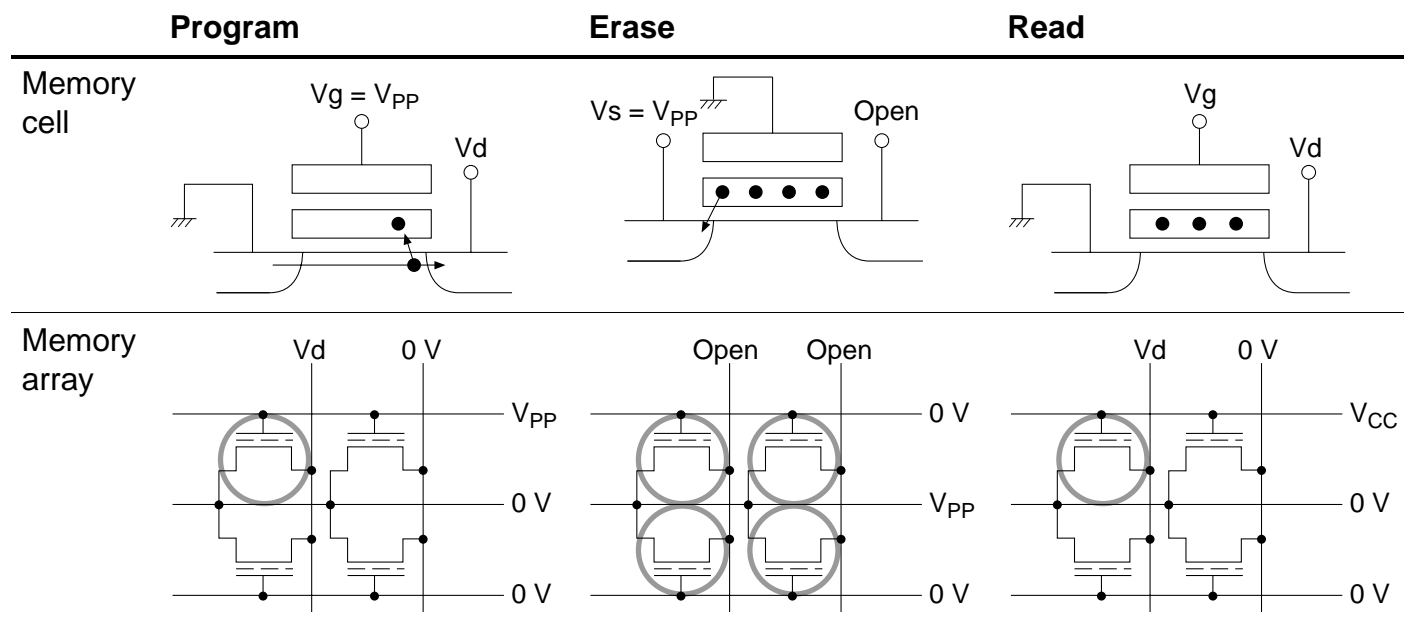 Program Erase Read
Memory
cell
Vg = VPP
Vd
Vs = VPP
Open
Vg
Vd
Memory
array
Vd 0 V
VPP
0 V
0 V
Open Open
0 V
VPP
0 V
Vd 0 V
VCC
0 V
0 V